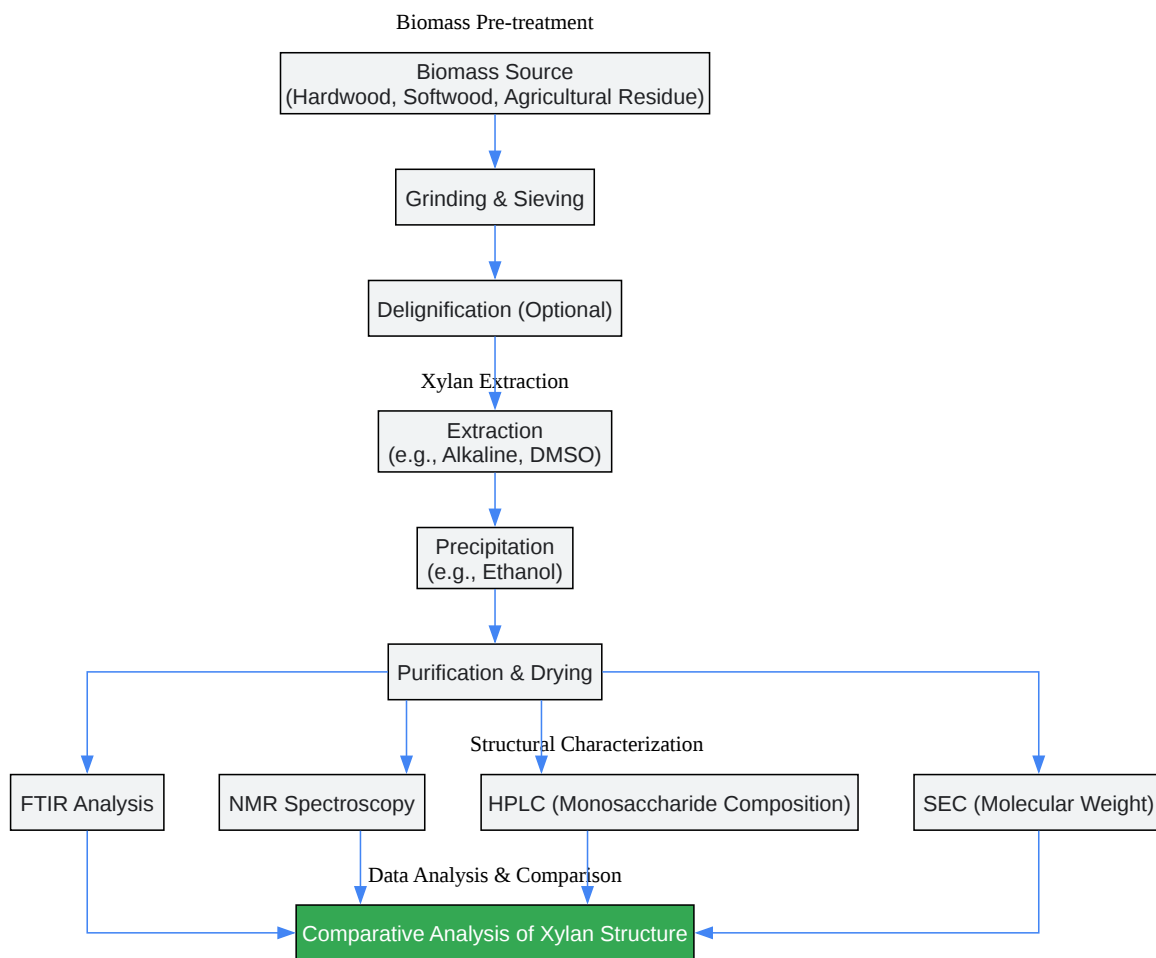 Biomass Pre-treatment
Biomass Source
(Hardwood, Softwood, Agricultural Residue)
Grinding & Sieving
Delignification (Optional)
Xylan Extraction
Extraction
(e.g., Alkaline, DMSO)
Precipitation
(e.g., Ethanol)
Purification & Drying
Structural Characterization
FTIR Analysis
NMR Spectroscopy
HPLC (Monosaccharide Composition)
SEC (Molecular Weight)
Data Analysis & Comparison
Comparative Analysis of Xylan Structure